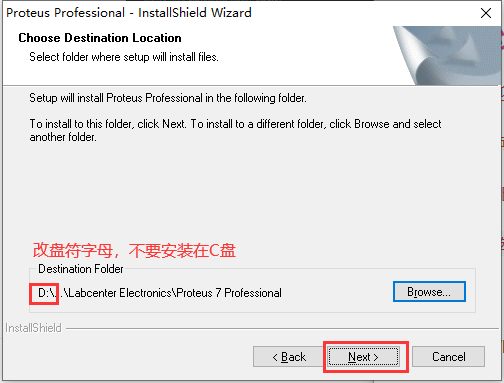 Proteus Professional - InstallShield Wizard
Choose Destination Location
Select folder where setup will install files.
Setup will install Proteus Professional in the following folder.
To install to this folder, click Next. To install to a different folder, click Browse and select
another folder.
改盘符字母，不要安装在C盘
Destination Folder
D:\...\Labcenter Electronics\Proteus 7 Professional
Browse...
InstallShield
< Back
Next >
Cancel